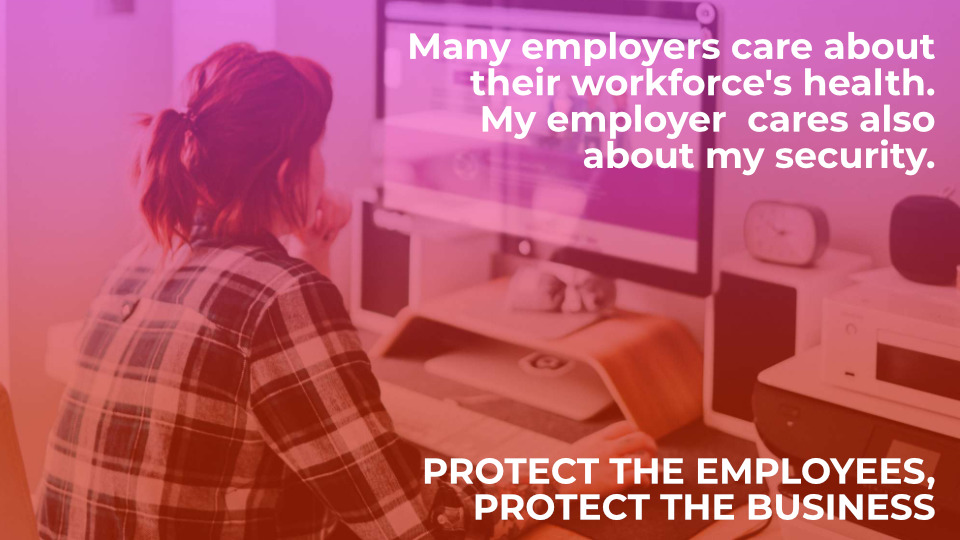 Many employers care about
their workforce's health.
My employer  cares also
about my security.
PROTECT THE EMPLOYEES,
PROTECT THE BUSINESS